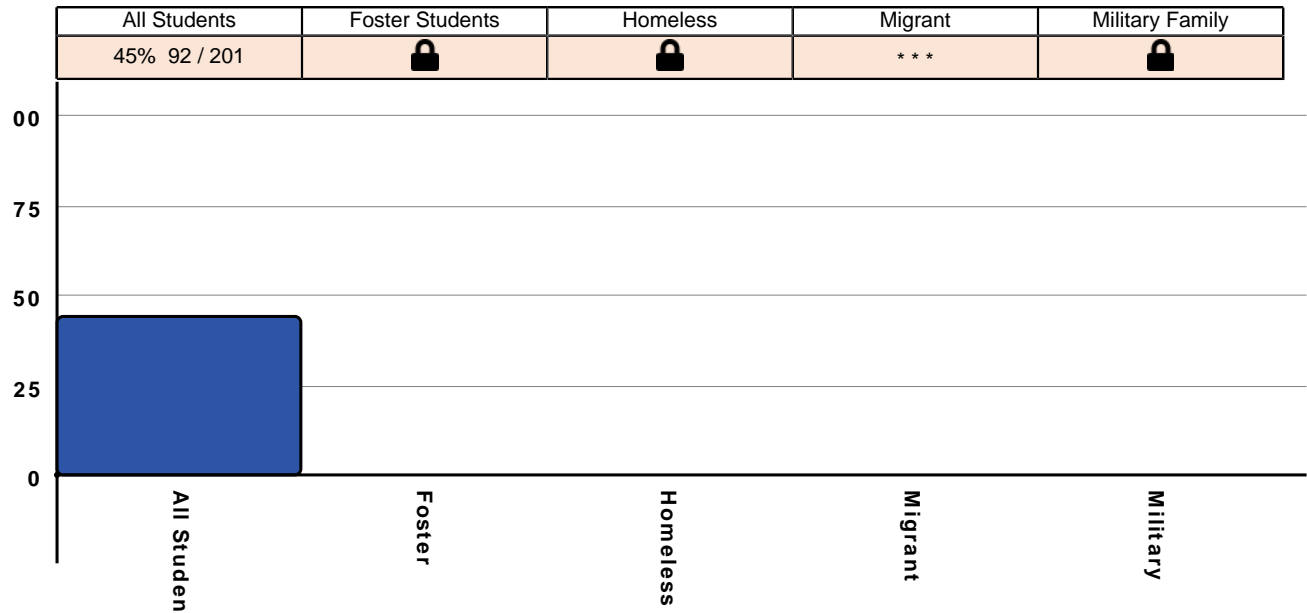 All Students Foster Students Homeless Migrant Military Family
45% 92 / 201 * * *
00
75
50
25
0
All Studen
Foster
Homeless
Migrant
Military